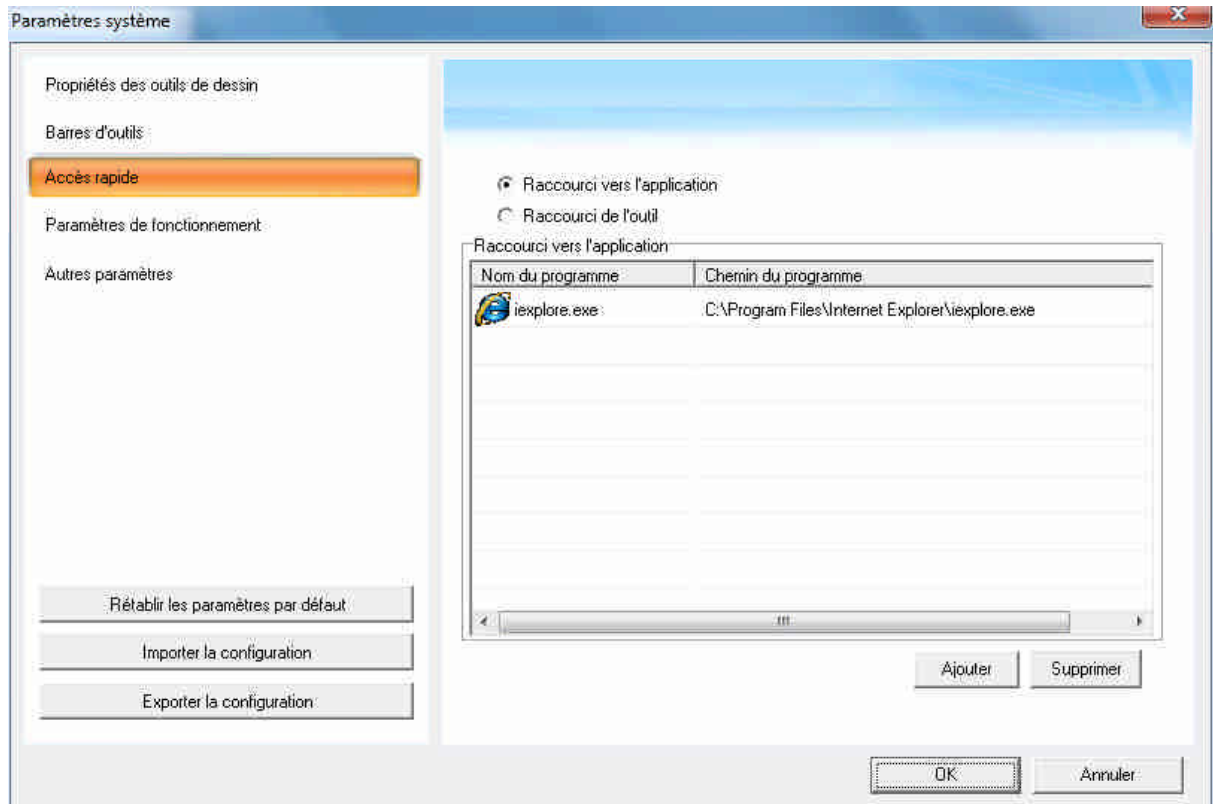 Paramètres système
Propriétés des outils de dessin
Barres d'outils
Accès rapide
Paramètres de fonctionnement
Autres paramètres
Rétablir les paramètres par défaut
Importer la configuration
Exporter la configuration
Raccourci vers l'application
Raccourci de l'outil
Raccourci vers l'application
Nom du programme Chemin du programme
iexplore.exe C:\Program Files\Internet Explorer\iexplore.exe
Ajouter Supprimer
OK Annuler